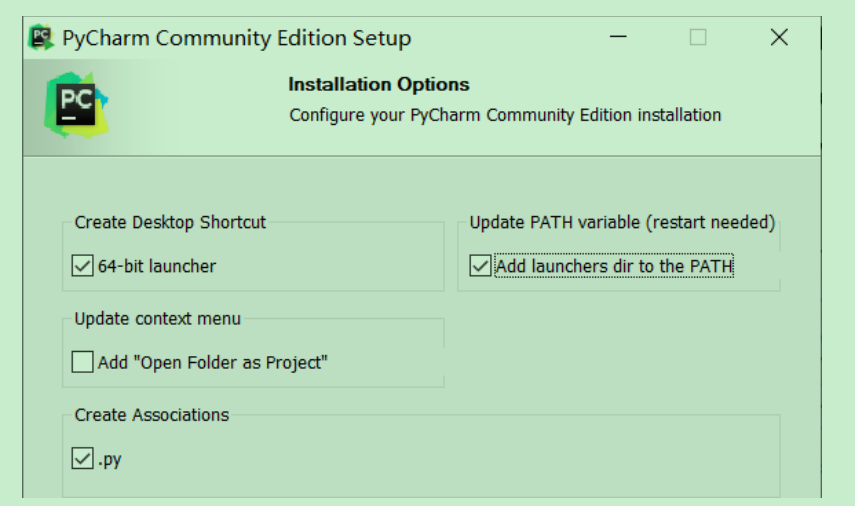 PyCharm Community Edition Setup
PC
Installation Options
Configure your PyCharm Community Edition installation
Create Desktop Shortcut
64-bit launcher
Update PATH variable (restart needed)
Add launchers dir to the PATH
Update context menu
Add "Open Folder as Project"
Create Associations
.py